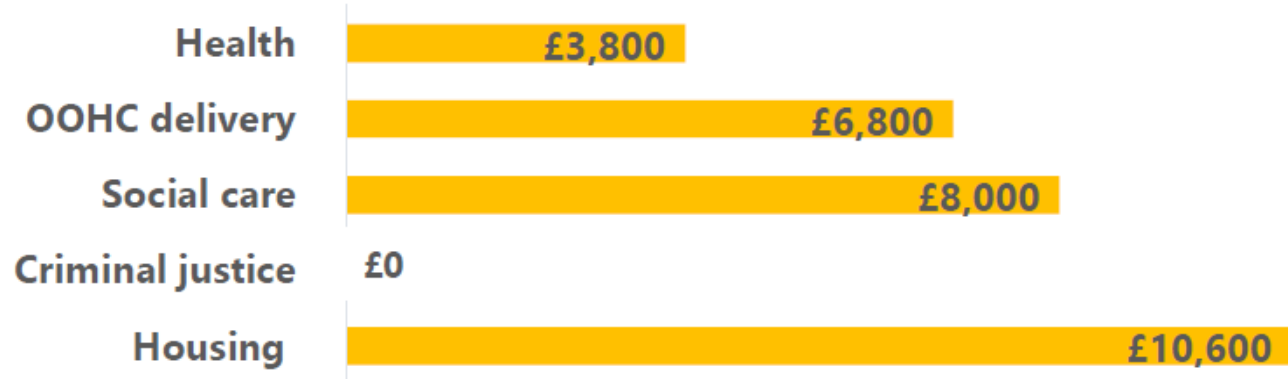 Health £3,800
OOHC delivery £6,800
Social care £8,000
Criminal justice £0
Housing £10,600